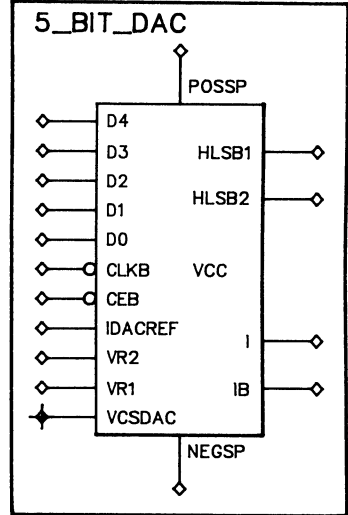 5_BIT_DAC
POSSP
D4
D3
HLSB1
D2
HLSB2
D1
D0
CLKB
VCC
CEB
IDACREF
I
VR2
VR1
IB
VCSDAC
NEGSP